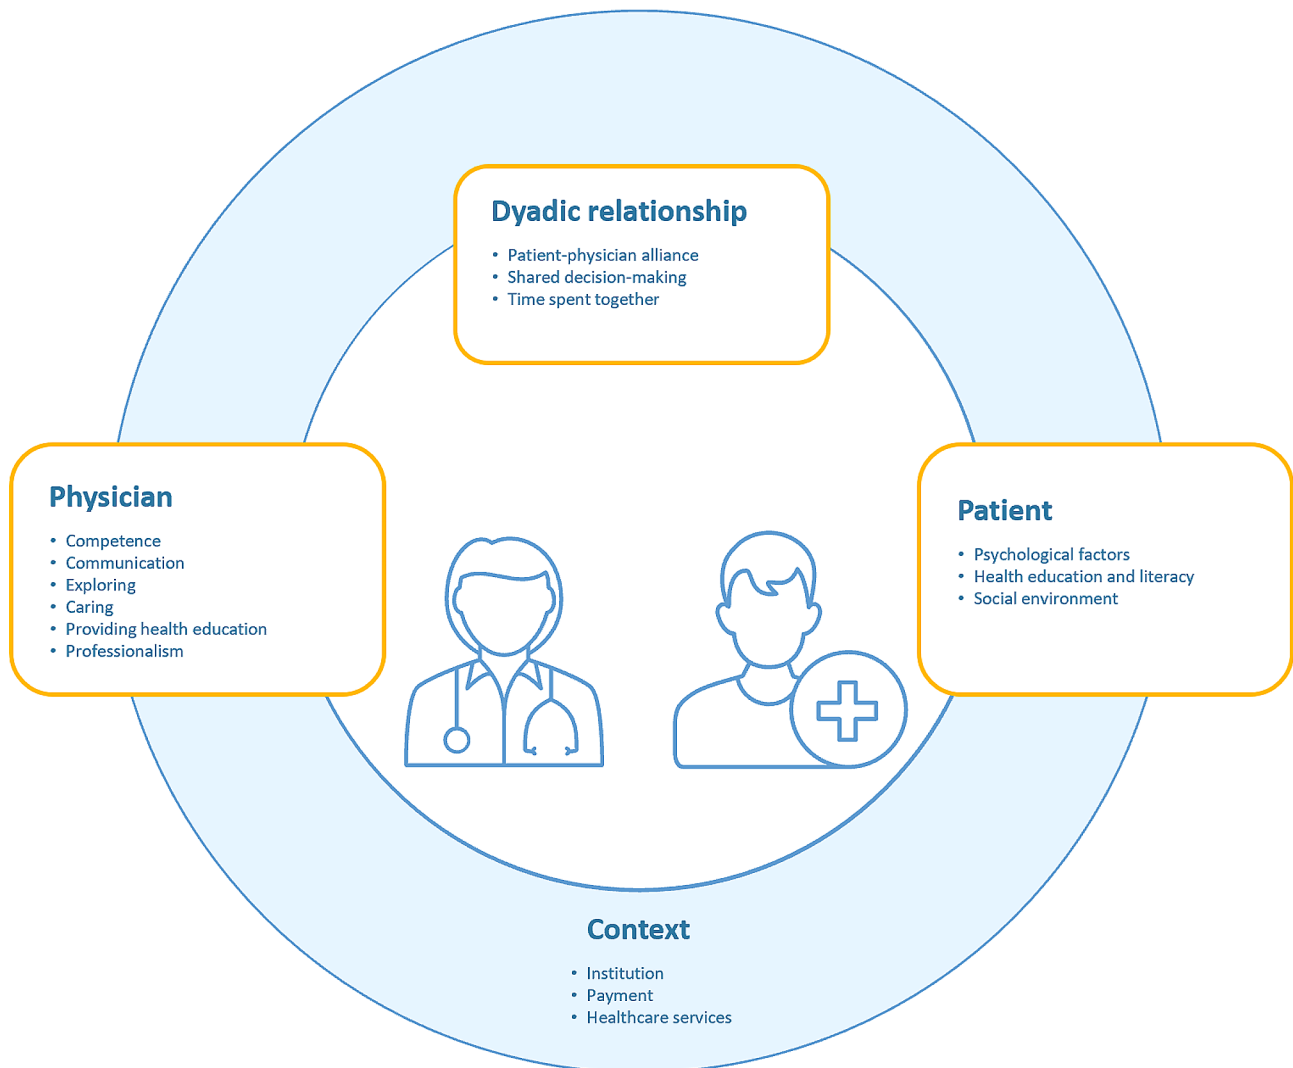 Dyadic relationship
• Patient-physician alliance
• Shared decision-making
• Time spent together
Physician
• Competence
• Communication
• Exploring
• Caring
• Providing health education
• Professionalism
Patient
• Psychological factors
• Health education and literacy
• Social environment
Context
• Institution
• Payment
• Healthcare services